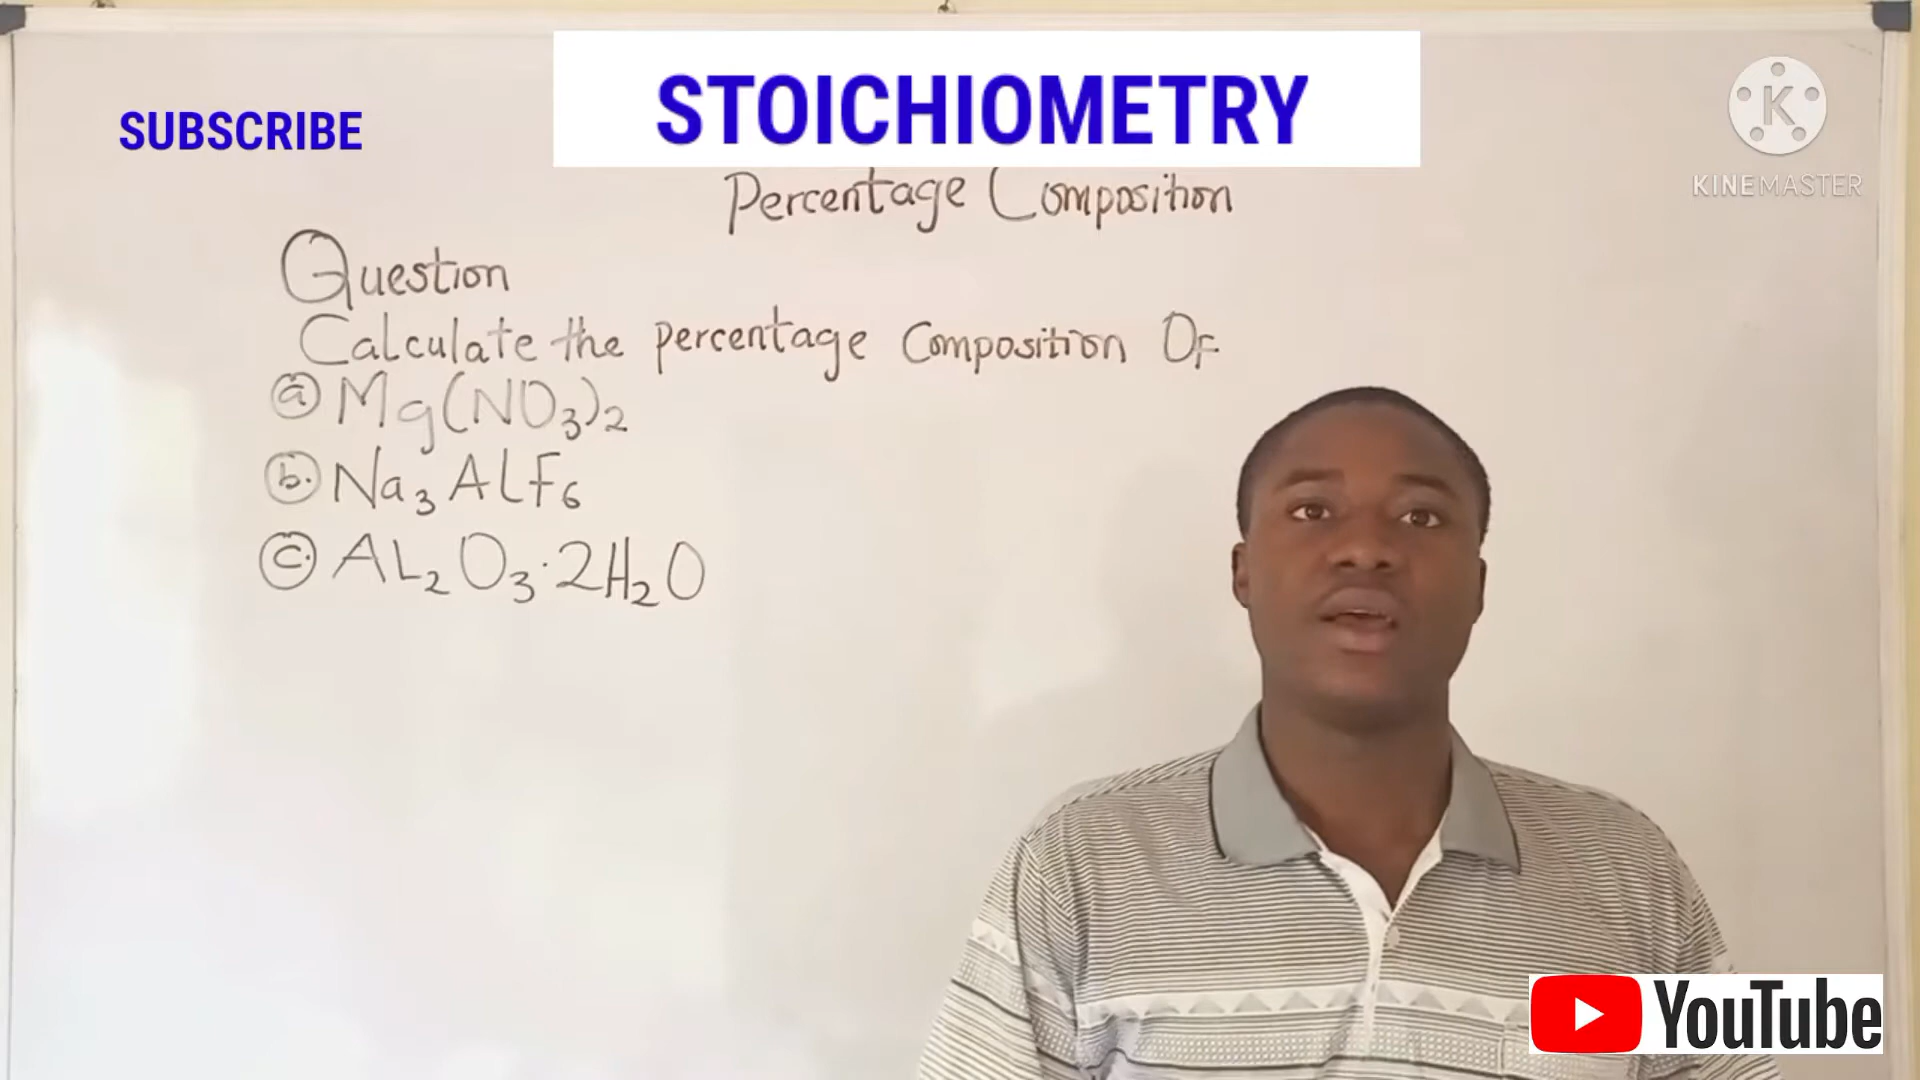 STOICHIOMETRY
SUBSCRIBE
K
KINEMASTER
Percentage Composition
Question
Calculate the percentage Composition Of
(a) Mg(NO₃)₂
(b.) Na₃AlF₆
(c) Al₂O₃·2H₂O
YouTube